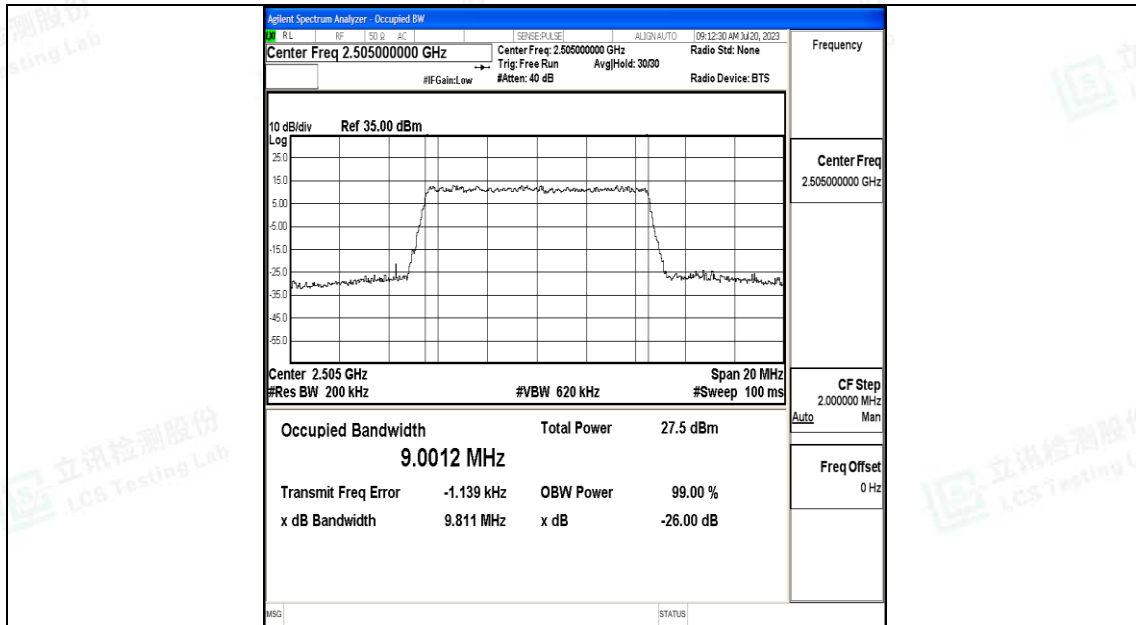 Agilent Spectrum Analyzer - Occupied BW
LXI RL RF 50 Ω AC SENSE:PULSE ALIGNAUTO 09:12:30 AM Jul 20, 2023
Center Freq 2.505000000 GHz
Center Freq: 2.505000000 GHz Radio Std: None
Trig: Free Run Avg|Hold: 30/30
#IFGain:Low #Atten: 40 dB Radio Device: BTS
10 dB/div Ref 35.00 dBm
Log
25.0
15.0
5.00
-5.00
-15.0
-25.0
-35.0
-45.0
-55.0
Center 2.505 GHz Span 20 MHz
#Res BW 200 kHz #VBW 620 kHz #Sweep 100 ms
Occupied Bandwidth Total Power 27.5 dBm
9.0012 MHz
Transmit Freq Error -1.139 kHz OBW Power 99.00 %
x dB Bandwidth 9.811 MHz x dB -26.00 dB
MSG STATUS
Frequency
Center Freq
2.505000000 GHz
CF Step
2.000000 MHz
Auto Man
Freq Offset
0 Hz
立讯检测股份
LCS Testing Lab